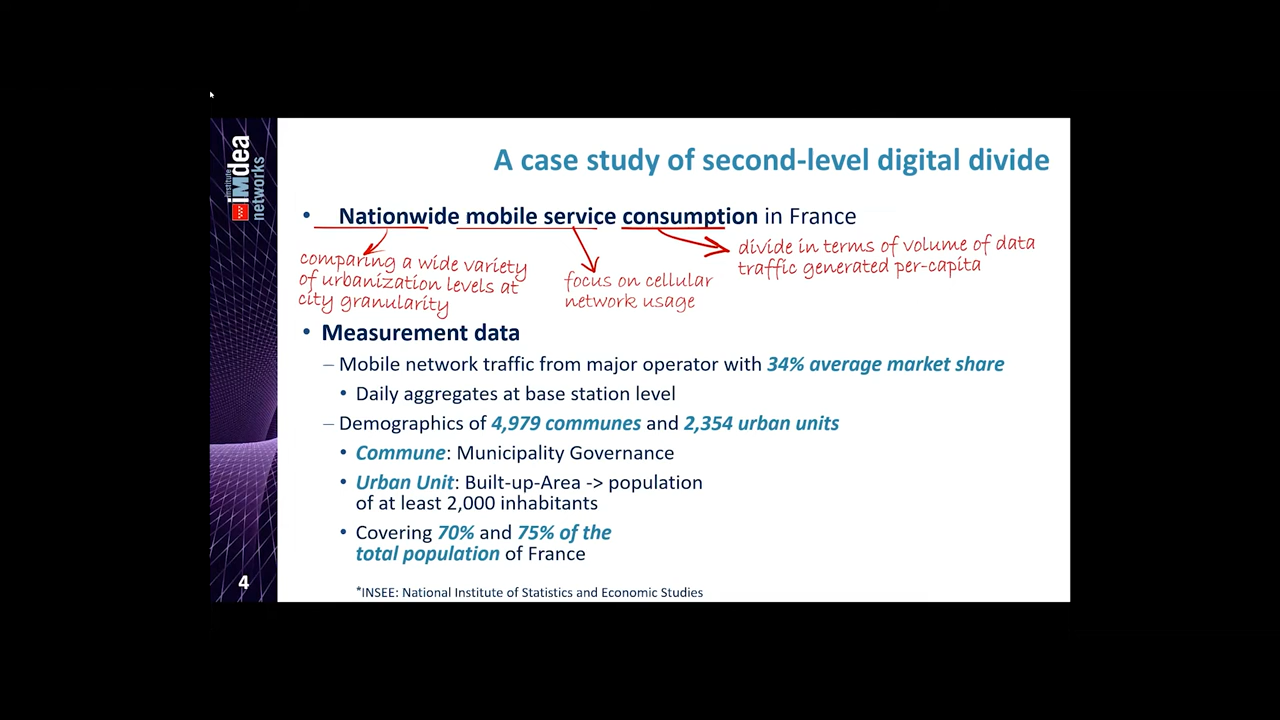 institute
iMdea
networks
A case study of second-level digital divide
• Nationwide mobile service consumption in France
comparing a wide variety
of urbanization levels at
city granularity
focus on cellular
network usage
divide in terms of volume of data
traffic generated per-capita
• Measurement data
– Mobile network traffic from major operator with 34% average market share
• Daily aggregates at base station level
– Demographics of 4,979 communes and 2,354 urban units
• Commune: Municipality Governance
• Urban Unit: Built-up-Area -> population
of at least 2,000 inhabitants
• Covering 70% and 75% of the
total population of France
*INSEE: National Institute of Statistics and Economic Studies
4